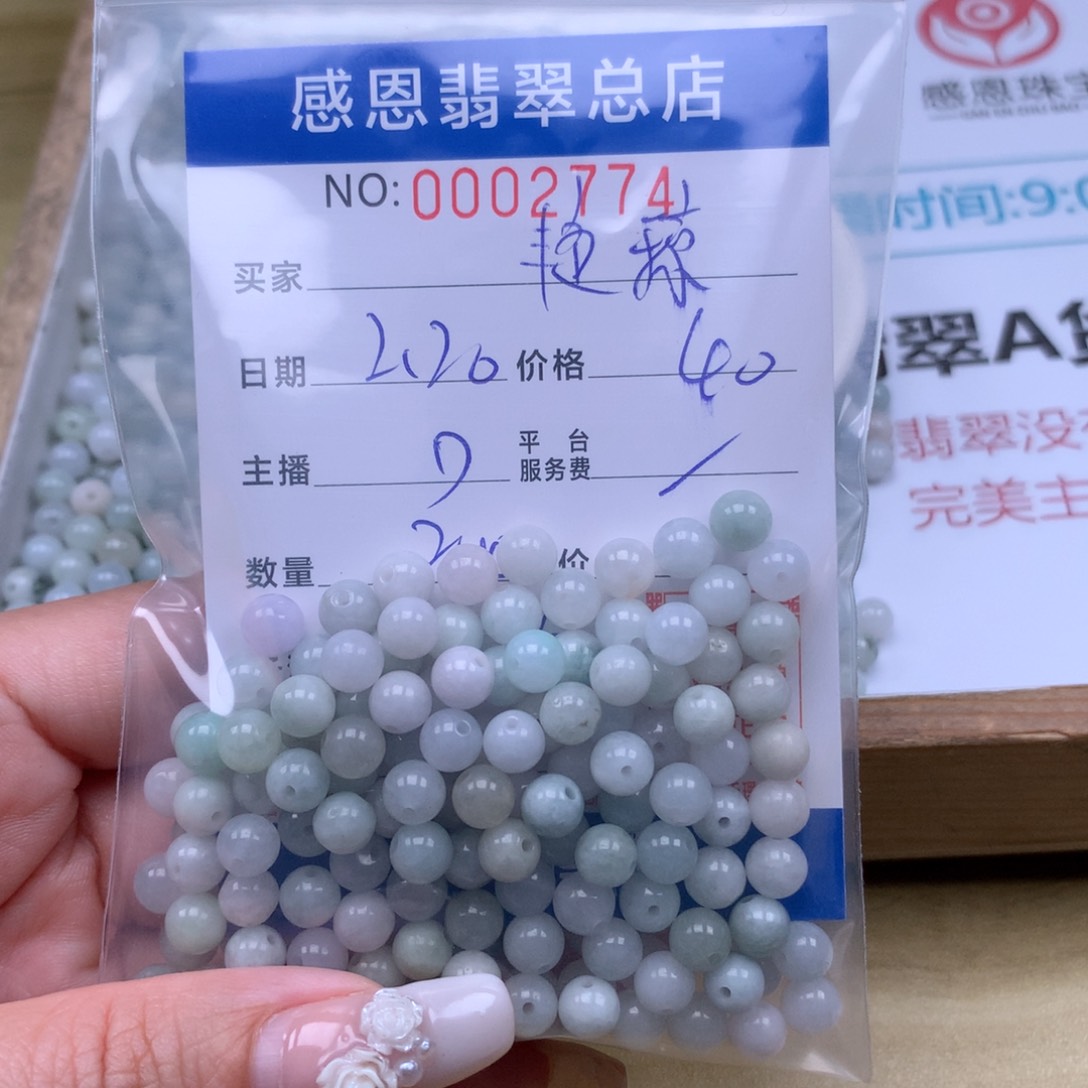 感恩翡翠总店
NO:0002774
买家
日期 2.20 价格 40
主播 7 平台服务费 /
数量 价
感恩珠宝
时间:9:0
翡翠A货
翡翠没有
完美主